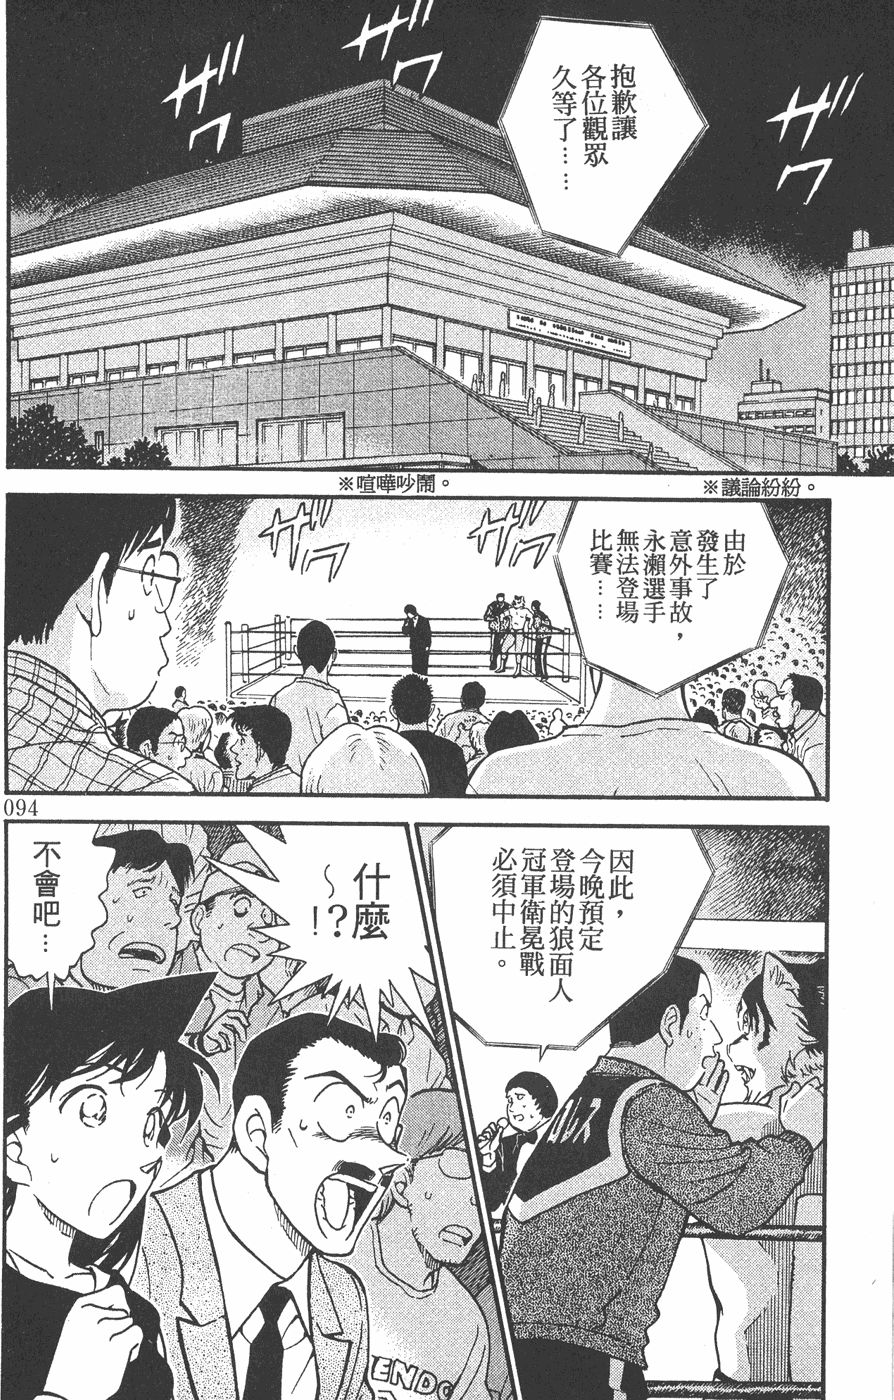 抱歉讓
各位觀眾
久等了……
ザワ
ザワ
ザワ
※議論紛紛。
※喧嘩吵鬧。
由於
發生了
意外事故，
永瀨選手
無法登場
比賽……
ザワ
ザワ
094
因此，
今晚預定
登場的狼面人
冠軍衛冕戰
必須中止。
什麼
～
!?
不會吧…
ENDO